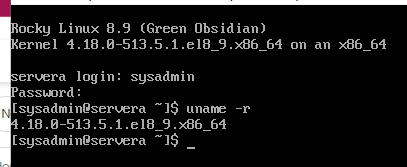 Rocky Linux 8.9 (Green Obsidian)
Kernel 4.18.0-513.5.1.el8_9.x86_64 on an x86_64
servera login: sysadmin
Password:
[sysadmin@servera ~]$ uname -r
4.18.0-513.5.1.el8_9.x86_64
[sysadmin@servera ~]$ _